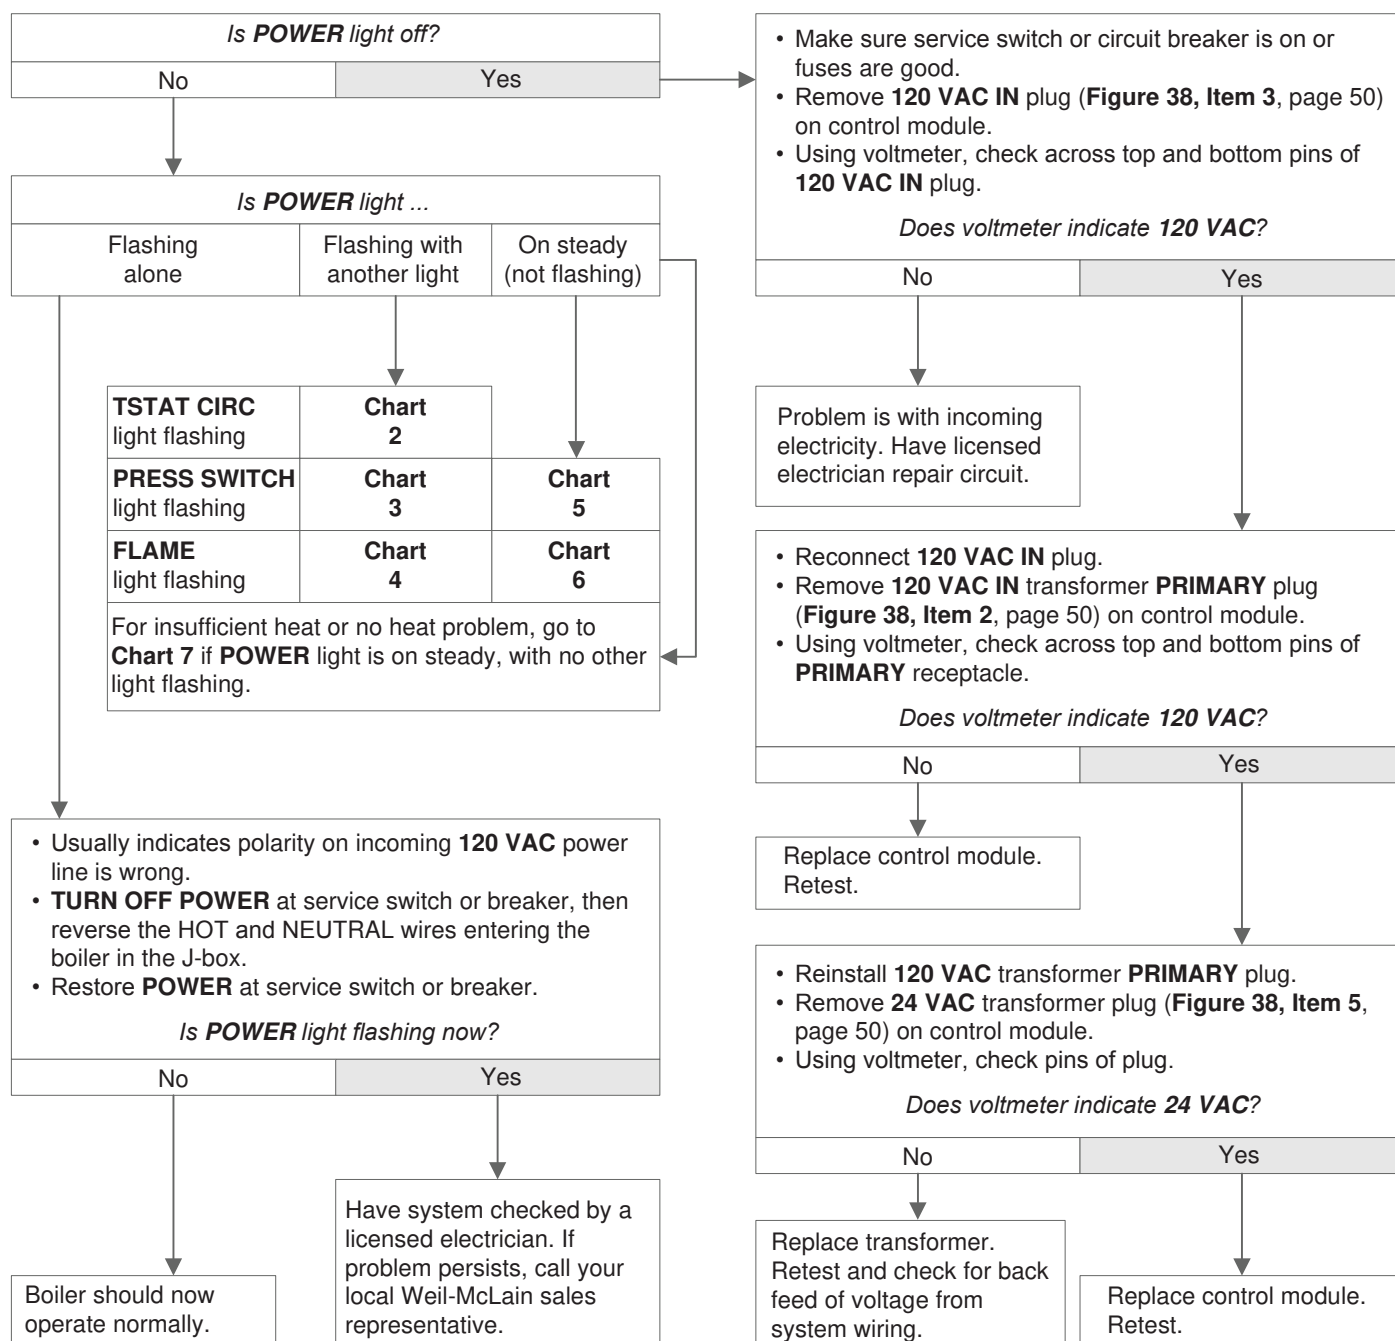 Is POWER light off?
No
Yes
Is POWER light ...
Flashing
alone
Flashing with
another light
On steady
(not flashing)
TSTAT CIRC
light flashing
Chart
2
PRESS SWITCH
light flashing
Chart
3
Chart
5
FLAME
light flashing
Chart
4
Chart
6
For insufficient heat or no heat problem, go to
Chart 7 if POWER light is on steady, with no other
light flashing.
• Usually indicates polarity on incoming 120 VAC power
line is wrong.
• TURN OFF POWER at service switch or breaker, then
reverse the HOT and NEUTRAL wires entering the
boiler in the J-box.
• Restore POWER at service switch or breaker.
Is POWER light flashing now?
No
Yes
Boiler should now
operate normally.
Have system checked by a
licensed electrician. If
problem persists, call your
local Weil-McLain sales
representative.
• Make sure service switch or circuit breaker is on or
fuses are good.
• Remove 120 VAC IN plug (Figure 38, Item 3, page 50)
on control module.
• Using voltmeter, check across top and bottom pins of
120 VAC IN plug.
Does voltmeter indicate 120 VAC?
No
Yes
Problem is with incoming
electricity. Have licensed
electrician repair circuit.
• Reconnect 120 VAC IN plug.
• Remove 120 VAC IN transformer PRIMARY plug
(Figure 38, Item 2, page 50) on control module.
• Using voltmeter, check across top and bottom pins of
PRIMARY receptacle.
Does voltmeter indicate 120 VAC?
No
Yes
Replace control module.
Retest.
• Reinstall 120 VAC transformer PRIMARY plug.
• Remove 24 VAC transformer plug (Figure 38, Item 5,
page 50) on control module.
• Using voltmeter, check pins of plug.
Does voltmeter indicate 24 VAC?
No
Yes
Replace transformer.
Retest and check for back
feed of voltage from
system wiring.
Replace control module.
Retest.